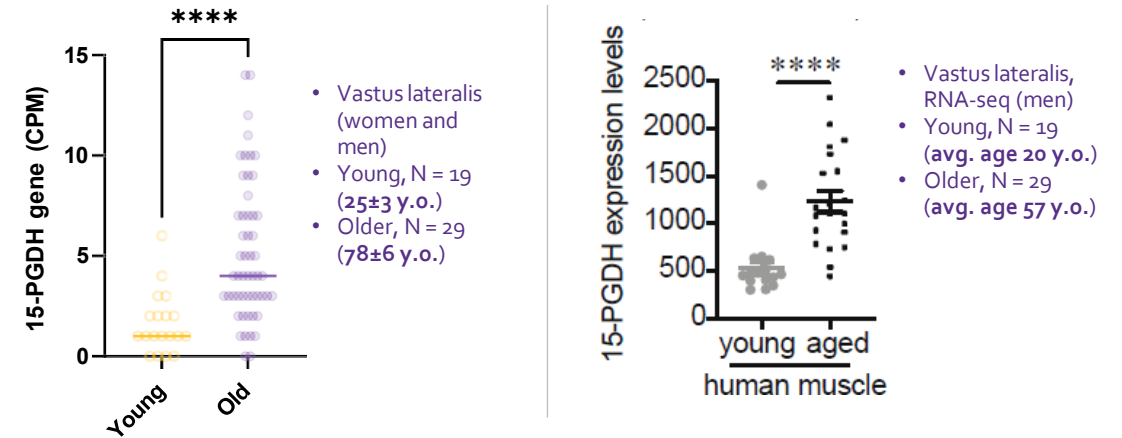 ****
15-PGDH gene (CPM)
15
10
5
0
Young
Old
• Vastus lateralis
(women and
men)
• Young, N = 19
(25±3 y.o.)
• Older, N = 29
(78±6 y.o.)
15-PGDH expression levels
****
2500
2000
1500
1000
500
0
young aged
human muscle
• Vastus lateralis,
RNA-seq (men)
• Young, N = 19
(avg. age 20 y.o.)
• Older, N = 29
(avg. age 57 y.o.)